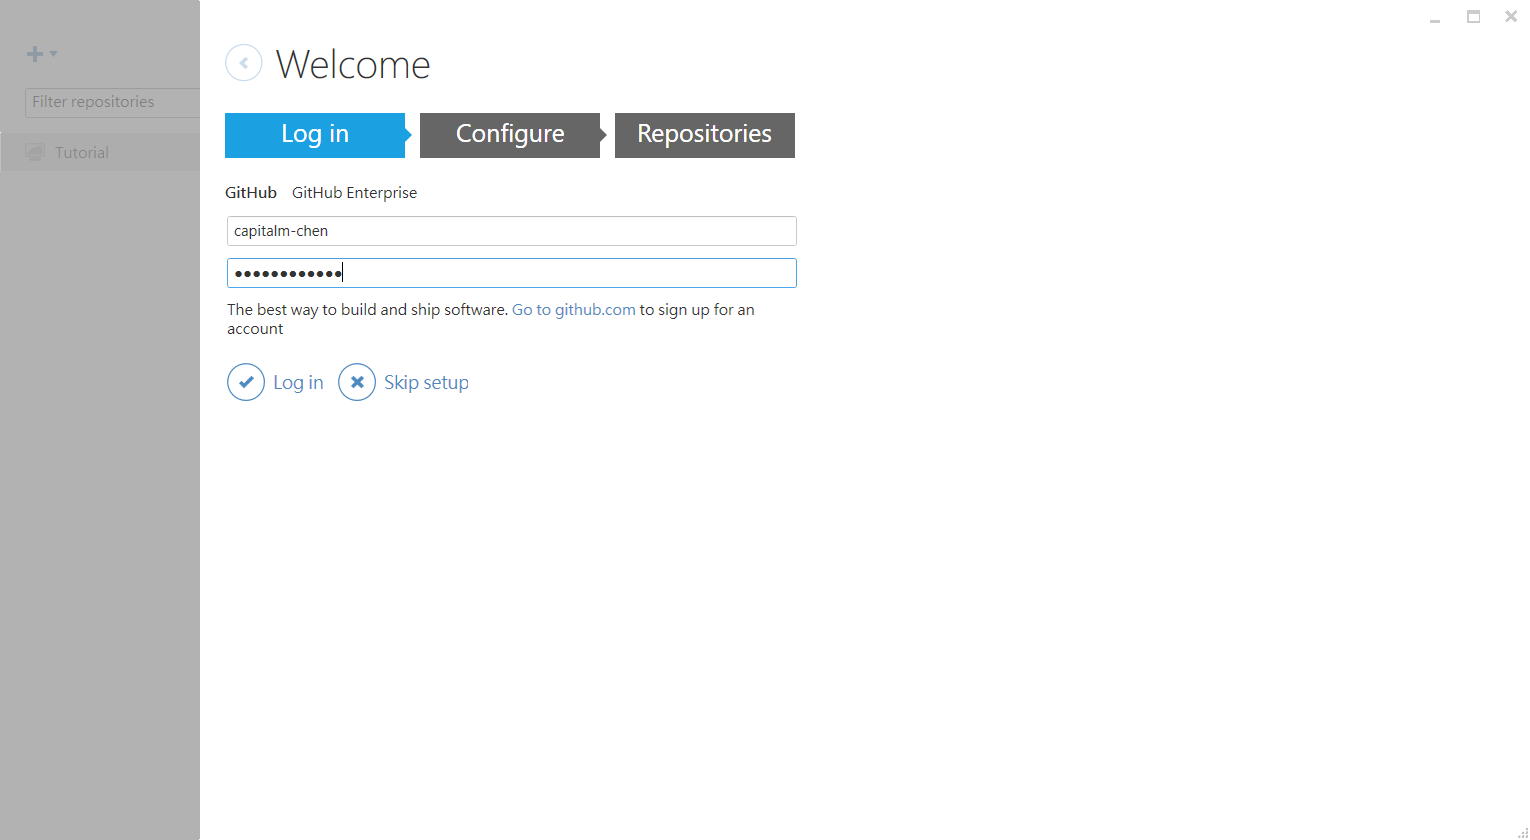 Filter repositories
Tutorial
Welcome
Log in
Configure
Repositories
GitHub
GitHub Enterprise
capitalm-chen
●●●●●●●●●●●●
The best way to build and ship software. Go to github.com to sign up for an
account
Log in
Skip setup